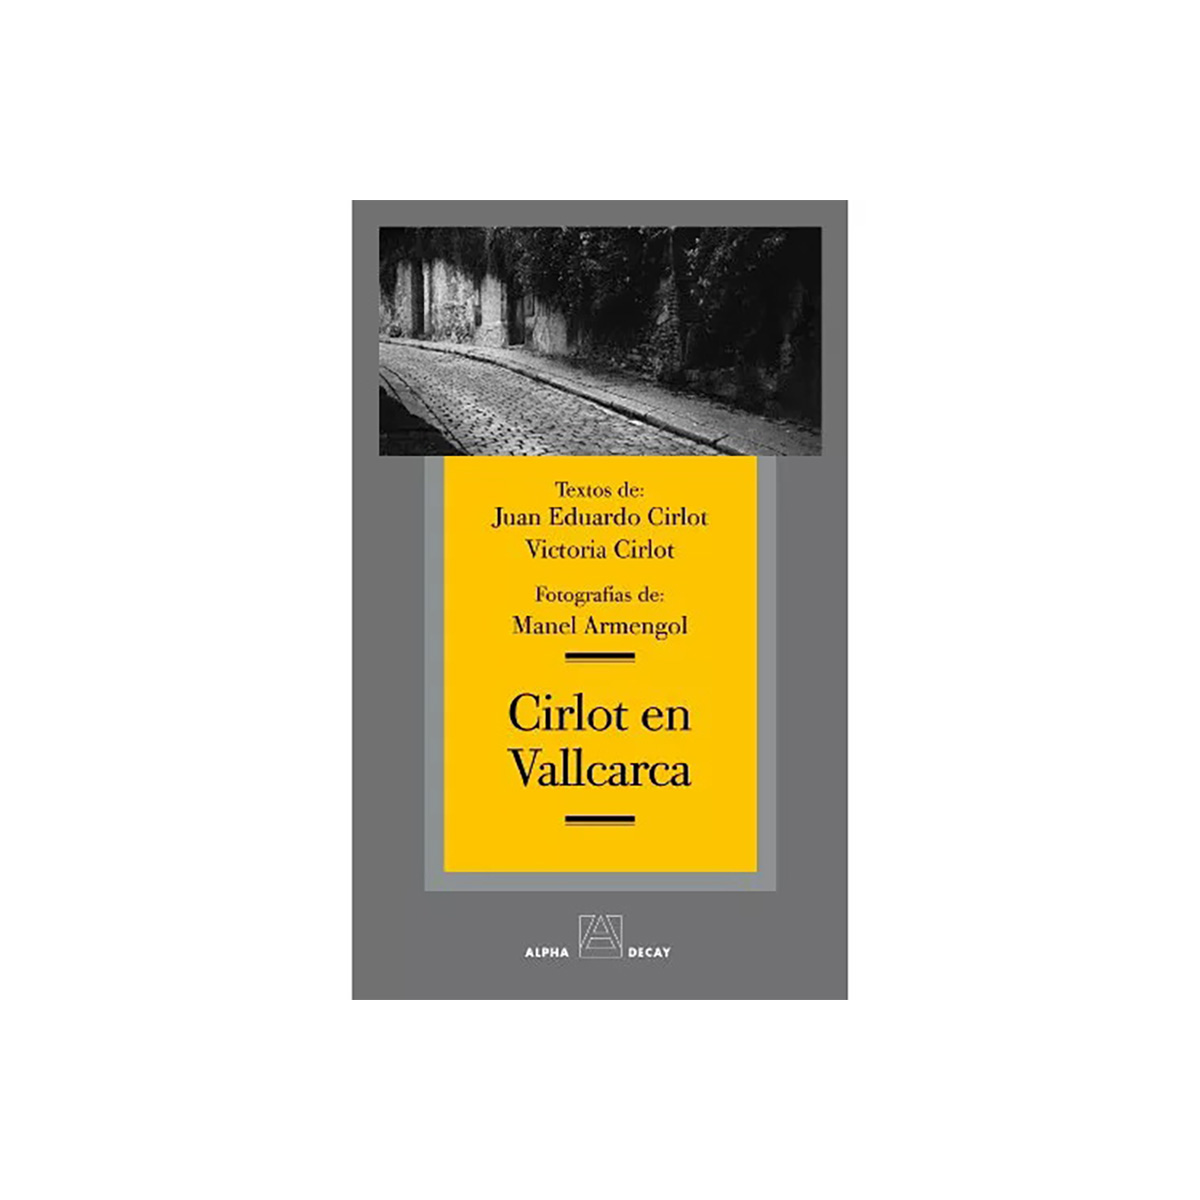 Textos de:
Juan Eduardo Cirlot
Victoria Cirlot
Fotografías de:
Manel Armengol
Cirlot en
Vallcarca
ALPHA DECAY